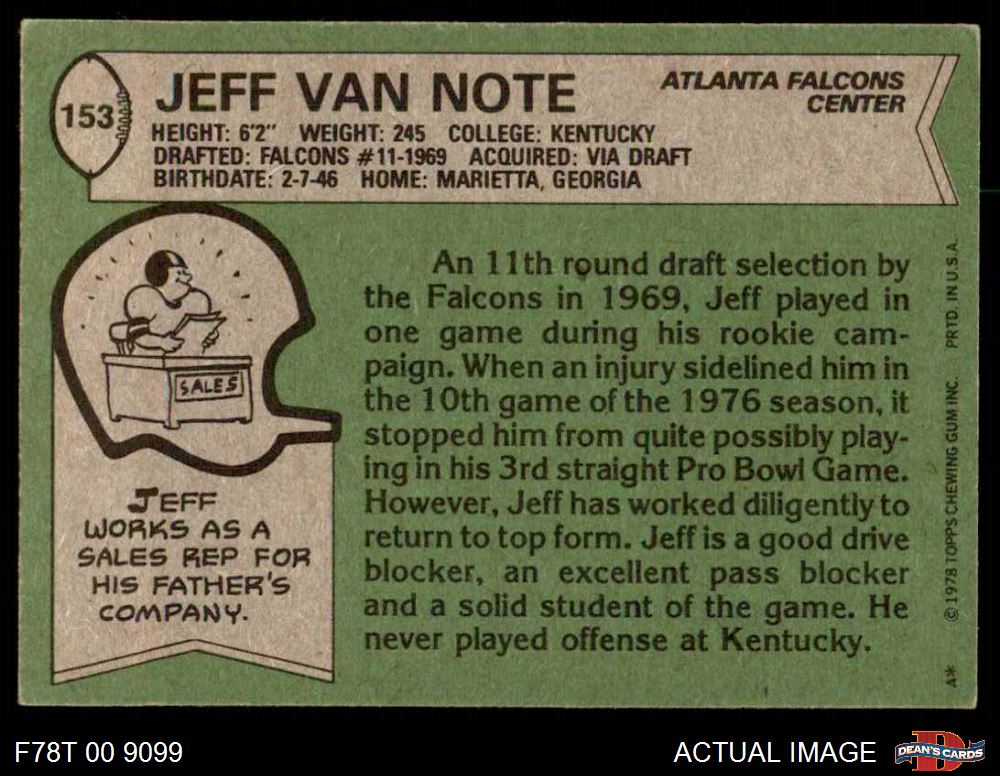 153
JEFF VAN NOTE
ATLANTA FALCONS
CENTER
HEIGHT: 6'2" WEIGHT: 245 COLLEGE: KENTUCKY
DRAFTED: FALCONS #11-1969 ACQUIRED: VIA DRAFT
BIRTHDATE: 2-7-46 HOME: MARIETTA, GEORGIA
SALES
JEFF
WORKS AS A
SALES REP FOR
HIS FATHER'S
COMPANY.
An 11th round draft selection by
the Falcons in 1969, Jeff played in
one game during his rookie cam-
paign. When an injury sidelined him in
the 10th game of the 1976 season, it
stopped him from quite possibly play-
ing in his 3rd straight Pro Bowl Game.
However, Jeff has worked diligently to
return to top form. Jeff is a good drive
blocker, an excellent pass blocker
and a solid student of the game. He
never played offense at Kentucky.
A* © 1978 TOPPS CHEWING GUM INC. PRTD. IN U.S.A.
F78T 00 9099
ACTUAL IMAGE
D
DEAN'S CARDS